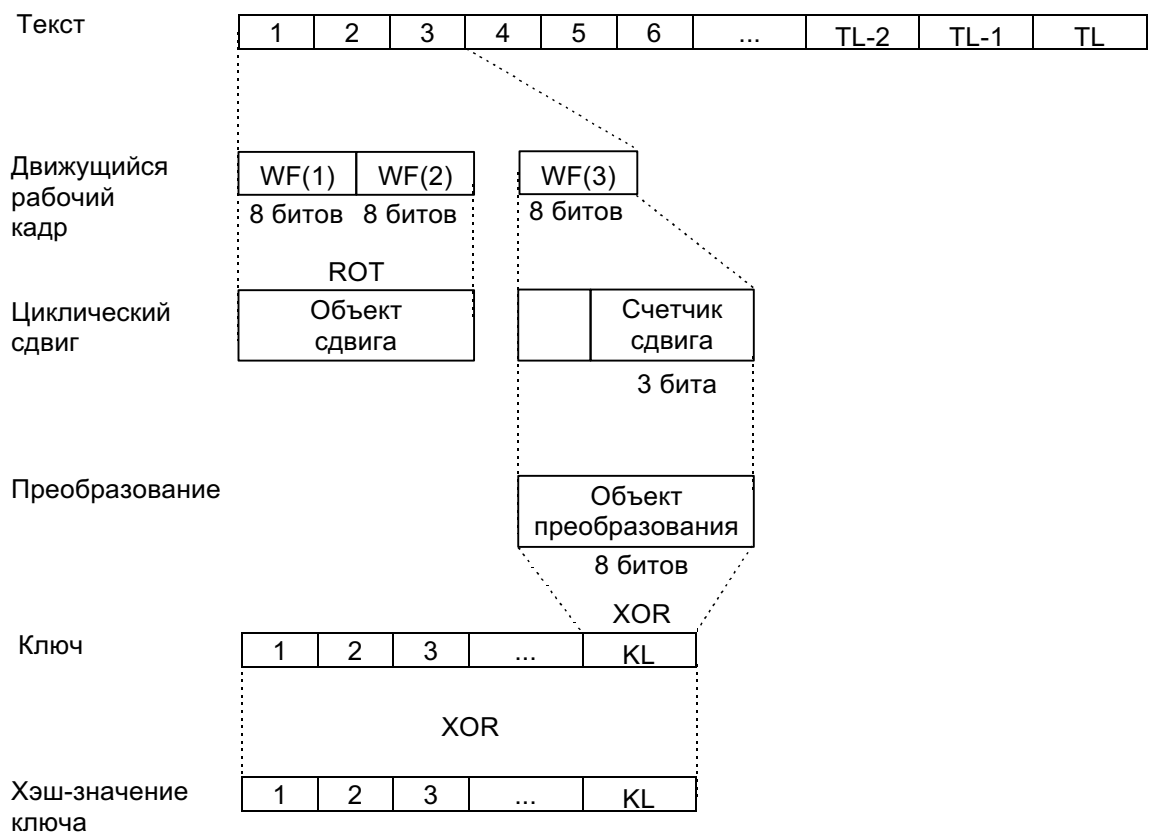 Текст
1 2 3 4 5 6 ... TL-2 TL-1 TL
Движущийся
рабочий
кадр
WF(1) WF(2) WF(3)
8 битов 8 битов 8 битов
ROT
Циклический
сдвиг
Объект
сдвига
Счетчик
сдвига
3 бита
Преобразование
Объект
преобразования
8 битов
XOR
Ключ
1 2 3 ... KL
XOR
Хэш-значение
ключа
1 2 3 ... KL